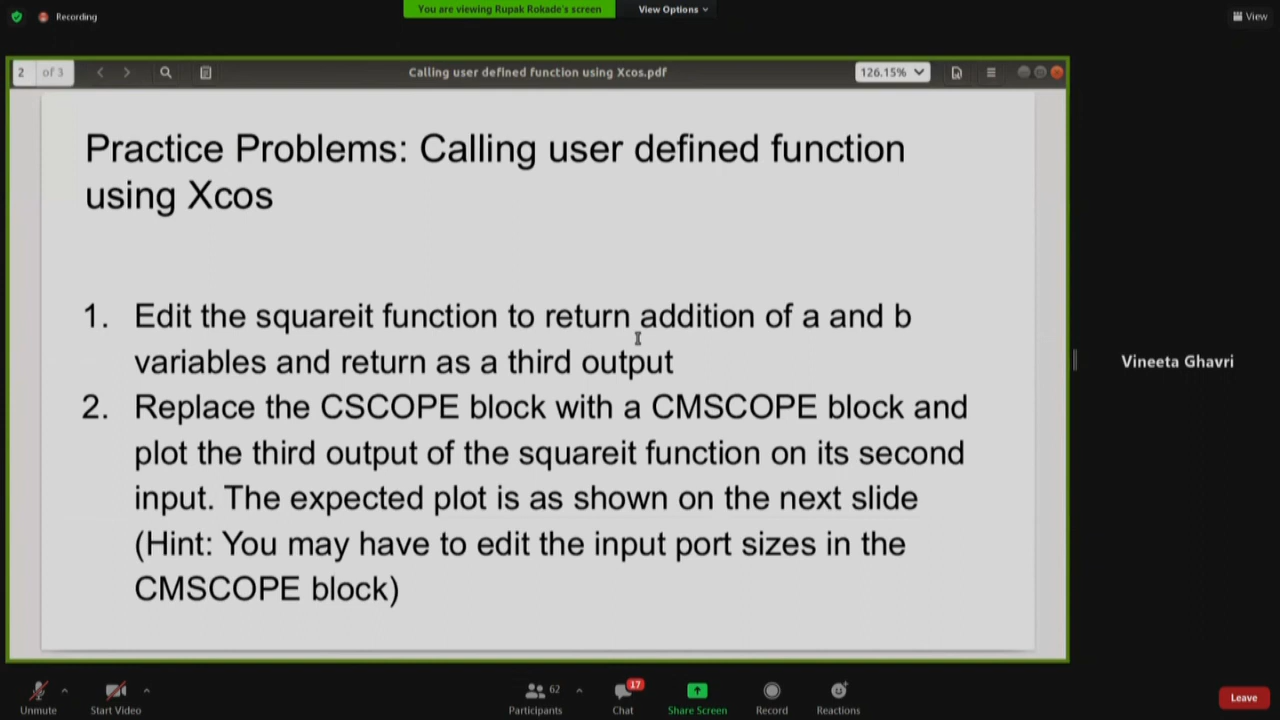 Recording
You are viewing Rupak Rokade's screen
View Options
View
2 of 3
Calling user defined function using Xcos.pdf
126.15%
Practice Problems: Calling user defined function
using Xcos
1. Edit the squareit function to return addition of a and b
variables and return as a third output
2. Replace the CSCOPE block with a CMSCOPE block and
plot the third output of the squareit function on its second
input. The expected plot is as shown on the next slide
(Hint: You may have to edit the input port sizes in the
CMSCOPE block)
Vineeta Ghavri
Unmute
Start Video
62
Participants
17
Chat
Share Screen
Record
Reactions
Leave